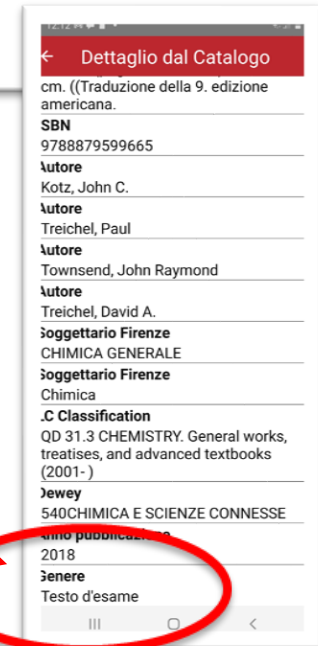 Dettaglio dal Catalogo
cm. ((Traduzione della 9. edizione
americana.
SBN
9788879599665
Autore
Kotz, John C.
Autore
Treichel, Paul
Autore
Townsend, John Raymond
Autore
Treichel, David A.
Soggettario Firenze
CHIMICA GENERALE
Soggettario Firenze
Chimica
.C Classification
QD 31.3 CHEMISTRY. General works,
treatises, and advanced textbooks
(2001- )
Dewey
540CHIMICA E SCIENZE CONNESSE
Anno pubblicazione
2018
Genere
Testo d'esame